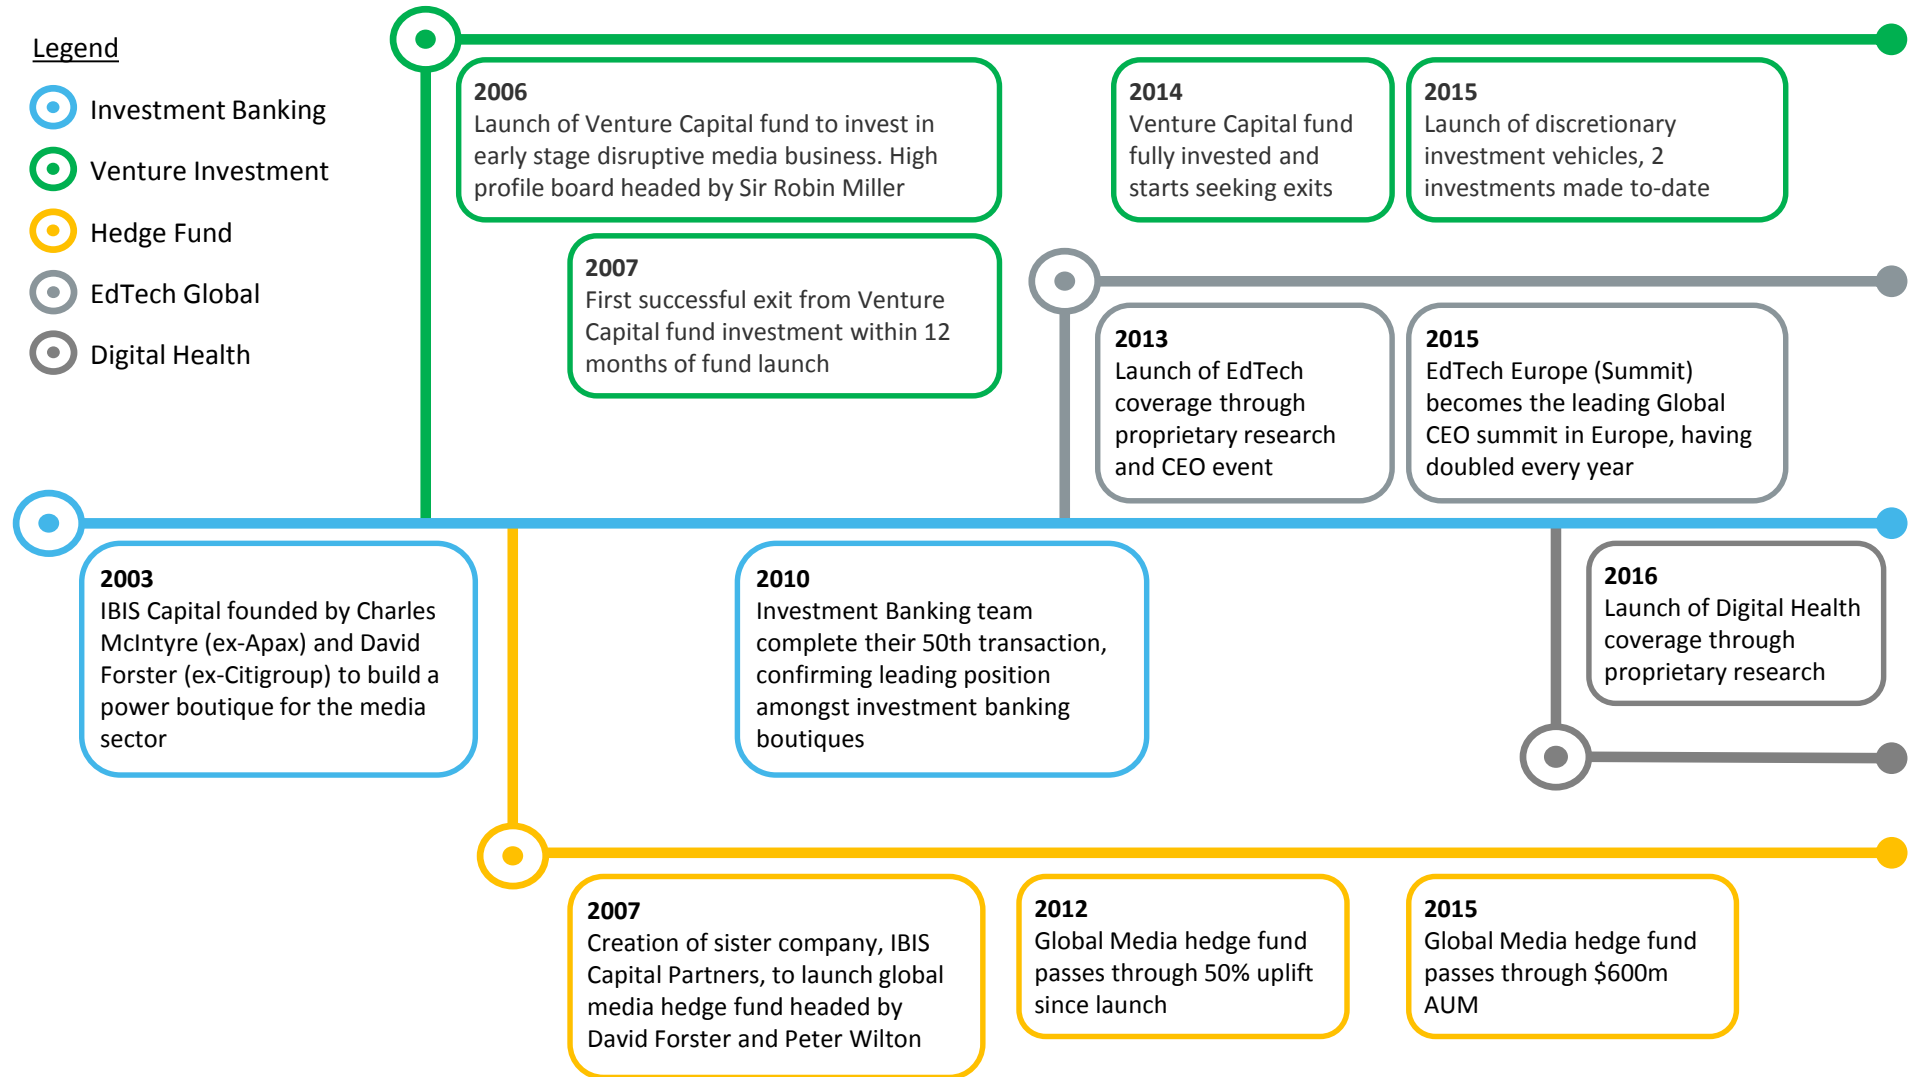 Legend
Investment Banking
Venture Investment
Hedge Fund
EdTech Global
Digital Health
2006
Launch of Venture Capital fund to invest in
early stage disruptive media business. High
profile board headed by Sir Robin Miller
2014
Venture Capital fund
fully invested and
starts seeking exits
2015
Launch of discretionary
investment vehicles, 2
investments made to-date
2007
First successful exit from Venture
Capital fund investment within 12
months of fund launch
2013
Launch of EdTech
coverage through
proprietary research
and CEO event
2015
EdTech Europe (Summit)
becomes the leading Global
CEO summit in Europe, having
doubled every year
2003
IBIS Capital founded by Charles
McIntyre (ex-Apax) and David
Forster (ex-Citigroup) to build a
power boutique for the media
sector
2010
Investment Banking team
complete their 50th transaction,
confirming leading position
amongst investment banking
boutiques
2016
Launch of Digital Health
coverage through
proprietary research
2007
Creation of sister company, IBIS
Capital Partners, to launch global
media hedge fund headed by
David Forster and Peter Wilton
2012
Global Media hedge fund
passes through 50% uplift
since launch
2015
Global Media hedge fund
passes through $600m
AUM